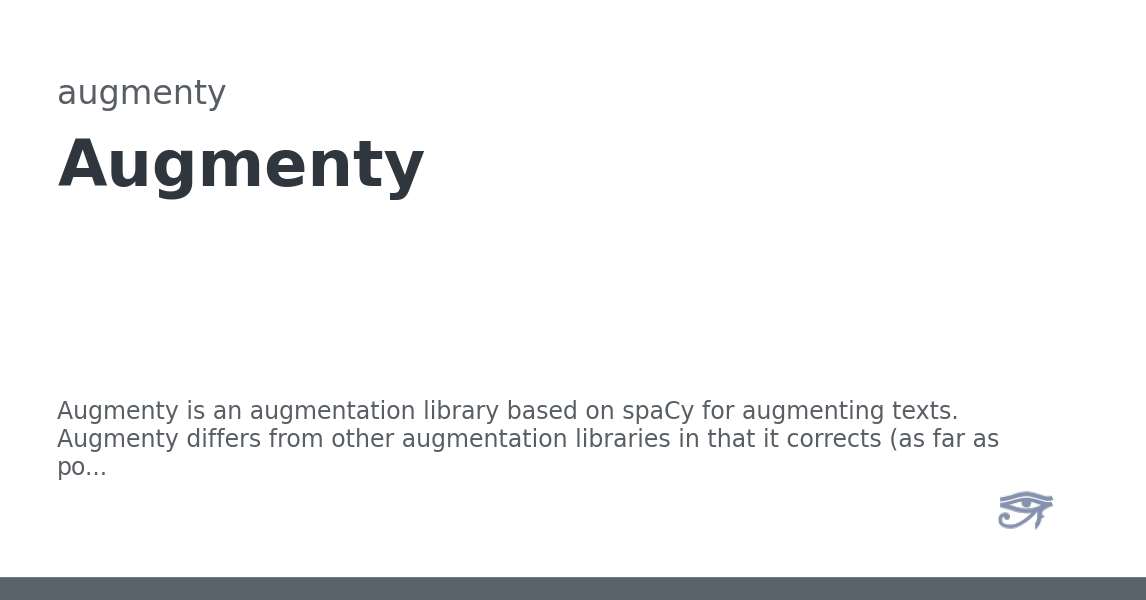 augmenty
Augmenty
Augmenty is an augmentation library based on spaCy for augmenting texts.
Augmenty differs from other augmentation libraries in that it corrects (as far as
po...